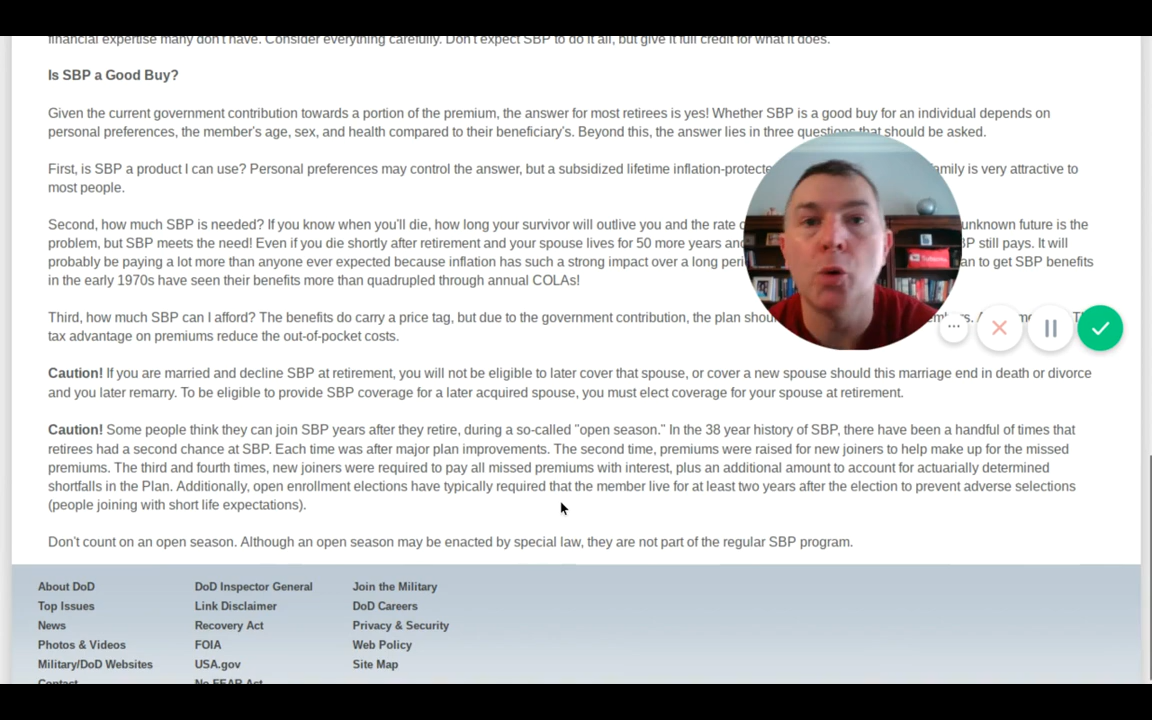 financial expertise many don't have. Consider everything carefully. Don't expect SBP to do it all, but give it full credit for what it does.
Is SBP a Good Buy?
Given the current government contribution towards a portion of the premium, the answer for most retirees is yes! Whether SBP is a good buy for an individual depends on
personal preferences, the member's age, sex, and health compared to their beneficiary's. Beyond this, the answer lies in three questions that should be asked.
First, is SBP a product I can use? Personal preferences may control the answer, but a subsidized lifetime inflation-protecte amily is very attractive to
most people.
Second, how much SBP is needed? If you know when you'll die, how long your survivor will outlive you and the rate unknown future is the
problem, but SBP meets the need! Even if you die shortly after retirement and your spouse lives for 50 more years and BP still pays. It will
probably be paying a lot more than anyone ever expected because inflation has such a strong impact over a long peri an to get SBP benefits
in the early 1970s have seen their benefits more than quadrupled through annual COLAs!
Third, how much SBP can I afford? The benefits do carry a price tag, but due to the government contribution, the plan
tax advantage on premiums reduce the out-of-pocket costs.
Caution! If you are married and decline SBP at retirement, you will not be eligible to later cover that spouse, or cover a new spouse should this marriage end in death or divorce
and you later remarry. To be eligible to provide SBP coverage for a later acquired spouse, you must elect coverage for your spouse at retirement.
Caution! Some people think they can join SBP years after they retire, during a so-called "open season." In the 38 year history of SBP, there have been a handful of times that
retirees had a second chance at SBP. Each time was after major plan improvements. The second time, premiums were raised for new joiners to help make up for the missed
premiums. The third and fourth times, new joiners were required to pay all missed premiums with interest, plus an additional amount to account for actuarially determined
shortfalls in the Plan. Additionally, open enrollment elections have typically required that the member live for at least two years after the election to prevent adverse selections
(people joining with short life expectations).
Don't count on an open season. Although an open season may be enacted by special law, they are not part of the regular SBP program.
About DoD DoD Inspector General Join the Military
Top Issues Link Disclaimer DoD Careers
News Recovery Act Privacy & Security
Photos & Videos FOIA Web Policy
Military/DoD Websites USA.gov Site Map
Contact No FEAR Act